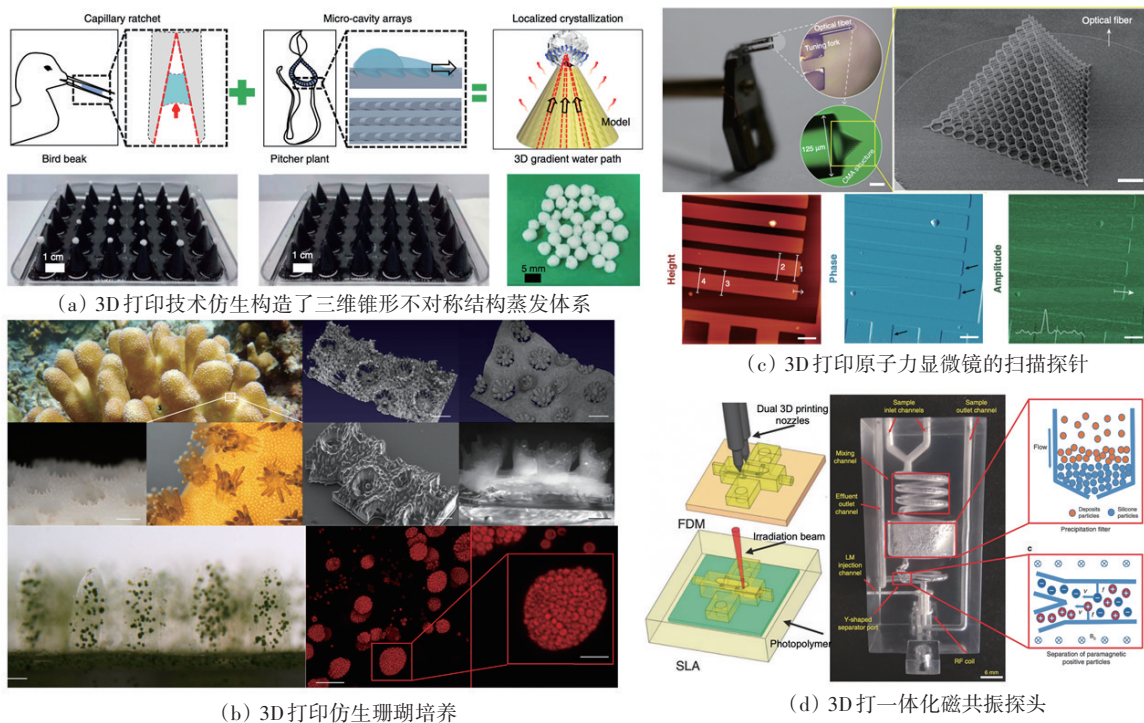 Capillary ratchet
Micro-cavity arrays
Localized crystallization
Model
Bird beak
Pitcher plant
3D gradient water path
1 cm
1 cm
5 mm
(a) 3D打印技术仿生构造了三维锥形不对称结构蒸发体系
(b) 3D打印仿生珊瑚培养
Optical fiber
Tuning fork
125 μm
CMA structure
Optical fiber
Height
1
2
3
4
Phase
Amplitude
(c) 3D打印原子力显微镜的扫描探针
Dual 3D printing
nozzles
FDM
Irradiation beam
Photopolymer
SLA
Sample
inlet channels
Sample
outlet channel
Mixing
channel
Effluent
outlet channel
LM
injection
channel
Y-shaped
separator port
RF coil
6 mm
Flow
Deposits
particles
Silicone
particles
Precipitation filter
c
v
f
v
f
B₀
Separation of paramagnetic
positive particles
(d) 3D打一体化磁共振探头